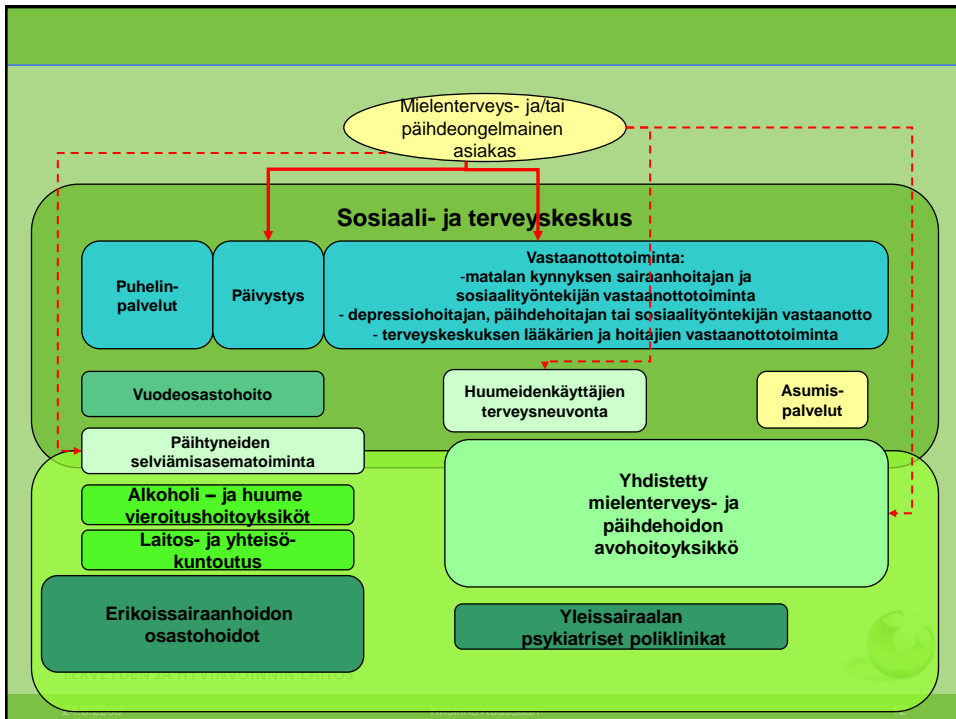 Mielenterveys- ja/tai
päihdeongelmainen
asiakas
Sosiaali- ja terveyskeskus
Puhelin-
palvelut
Päivystys
Vastaanottotoiminta:
-matalan kynnyksen sairaanhoitajan ja
sosiaalityöntekijän vastaanottotoiminta
- depressiohoitajan, päihdehoitajan tai sosiaalityöntekijän vastaanotto
- terveyskeskuksen lääkärien ja hoitajien vastaanottotoiminta
Vuodeosastohoito
Huumeidenkäyttäjien
terveysneuvonta
Asumis-
palvelut
Päihtyneiden
selviämisasematoiminta
Alkoholi – ja huume
vieroitushoitoyksiköt
Laitos- ja yhteisö-
kuntoutus
Yhdistetty
mielenterveys- ja
päihdehoidon
avohoitoyksikkö
Erikoissairaanhoidon
osastohoidot
Yleissairaalan
psykiatriset poliklinikat
TERVEYDEN JA HYVINVOINNIN LAITOS
12